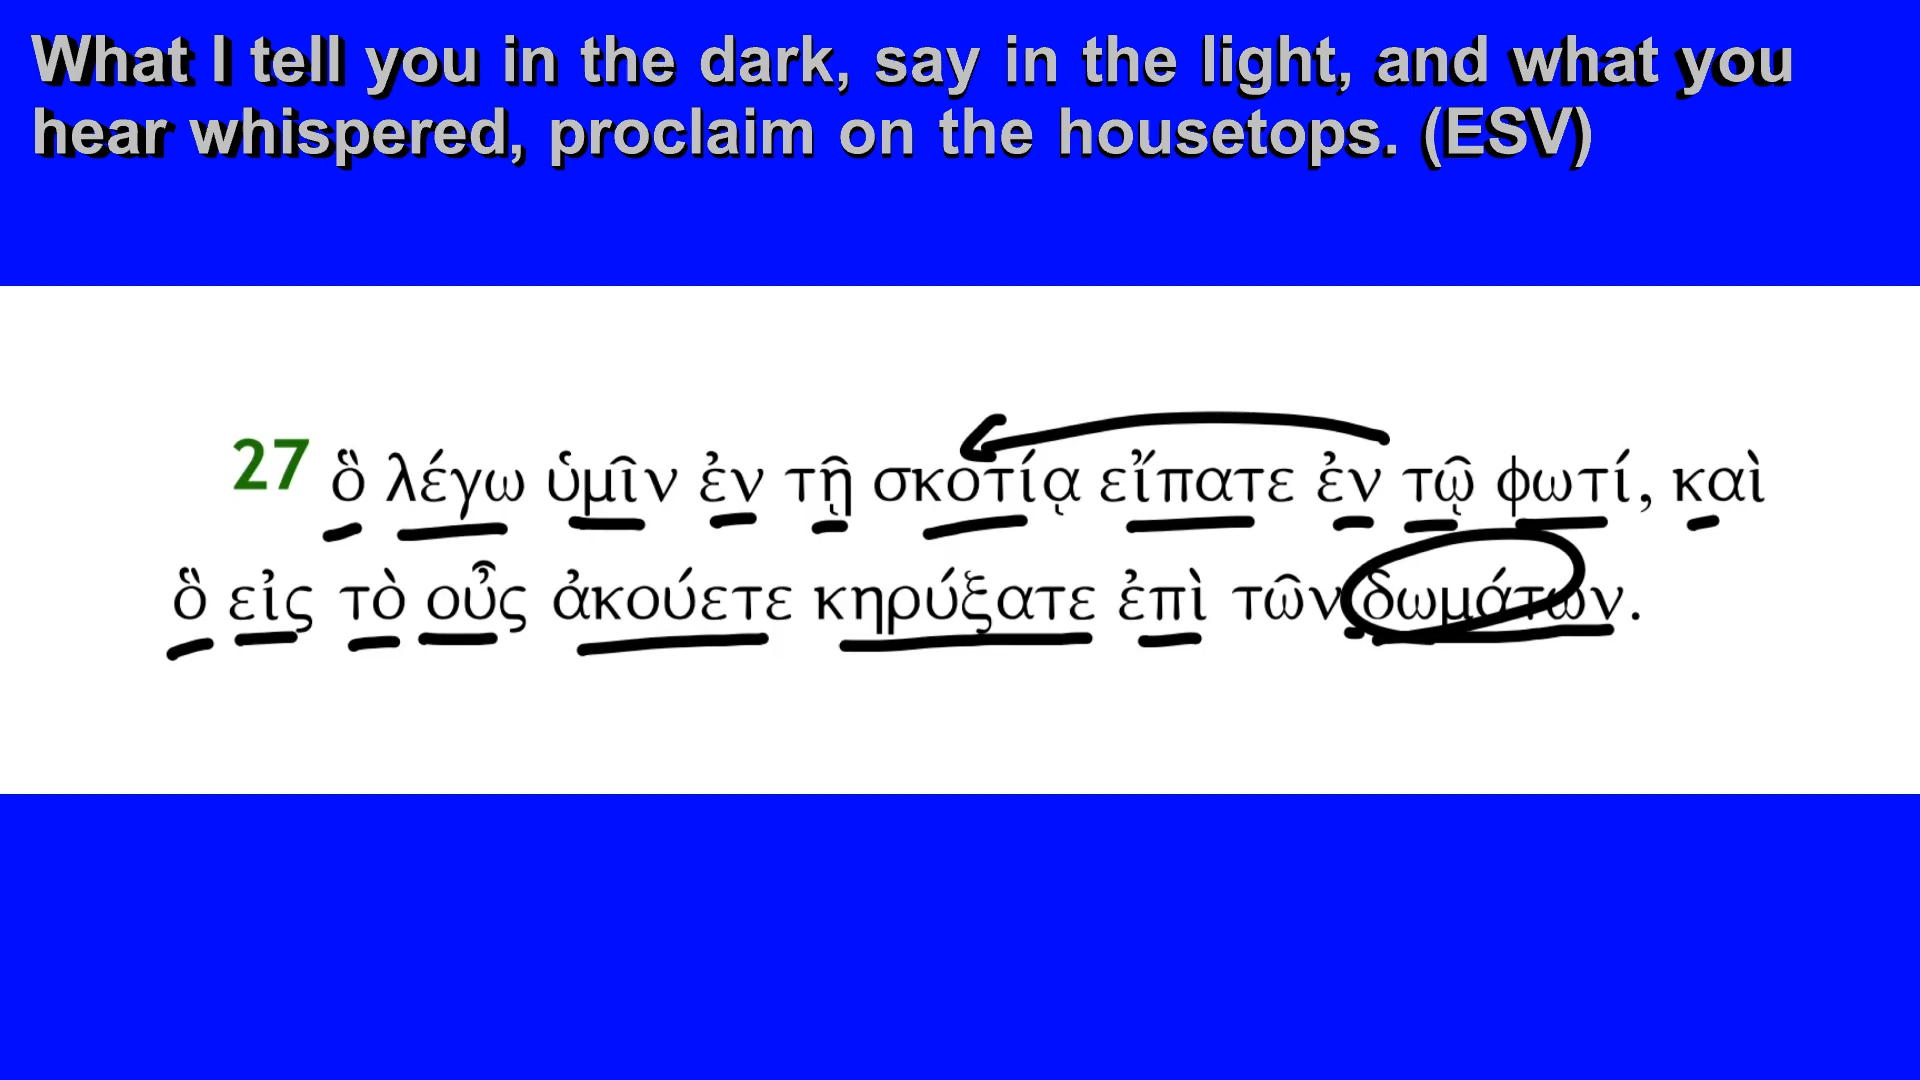 What I tell you in the dark, say in the light, and what you
hear whispered, proclaim on the housetops. (ESV)
27 ὃ λέγω ὑμῖν ἐν τῇ σκοτίᾳ εἴπατε ἐν τῷ φωτί, καὶ
ὃ εἰς τὸ οὖς ἀκούετε κηρύξατε ἐπὶ τῶν δωμάτων.